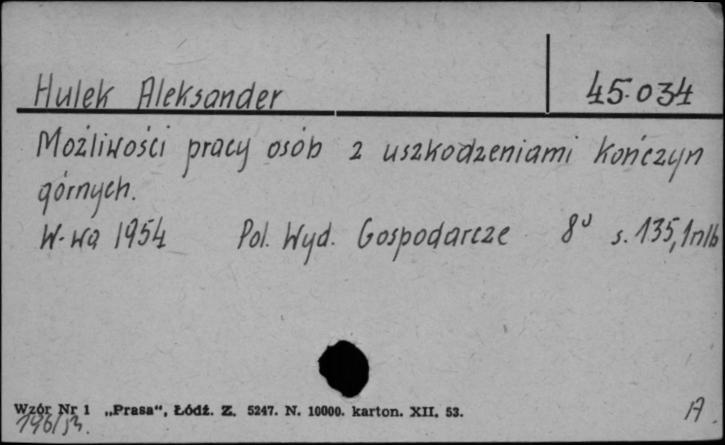 Hulek Aleksander 45.034
Możliwości pracy osób z uszkodzeniami kończyn
górnych.
W-wa 1954 Pol. Wyd. Gospodarcze 8° s. 135, 1nlb
Wzór Nr 1 „Prasa“, Łódź. Z. 5247. N. 10000. karton. XII. 53.
A